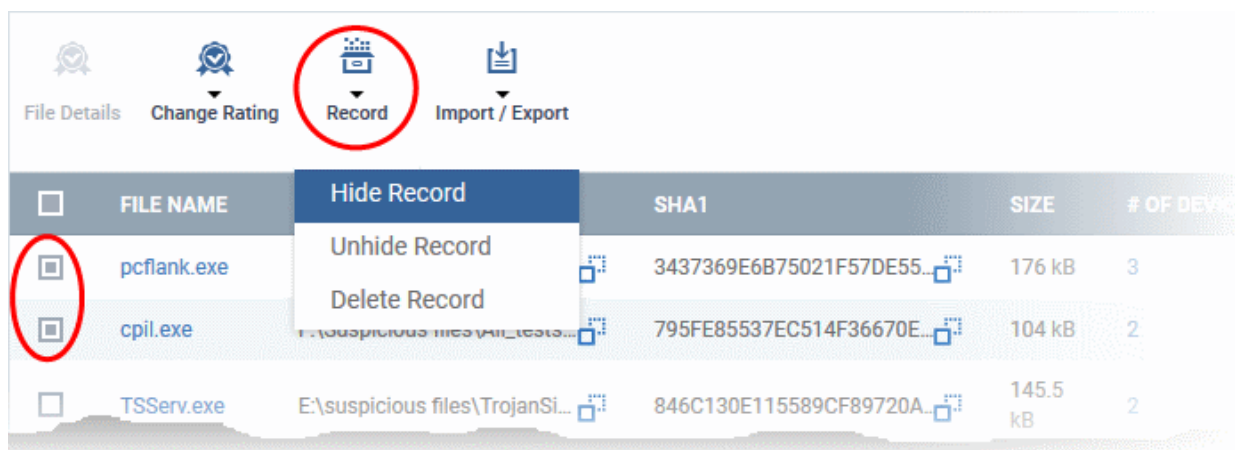 File Details Change Rating Record Import / Export
FILE NAME Hide Record SHA1 SIZE # OF
pcflank.exe Unhide Record 3437369E6B75021F57DE55... 176 kB 3
Delete Record
cpil.exe 795FE85537EC514F36670E... 104 kB 2
TSServ.exe E:\suspicious files\TrojanSi... 846C130E115589CF89720A... 145.5 kB 2